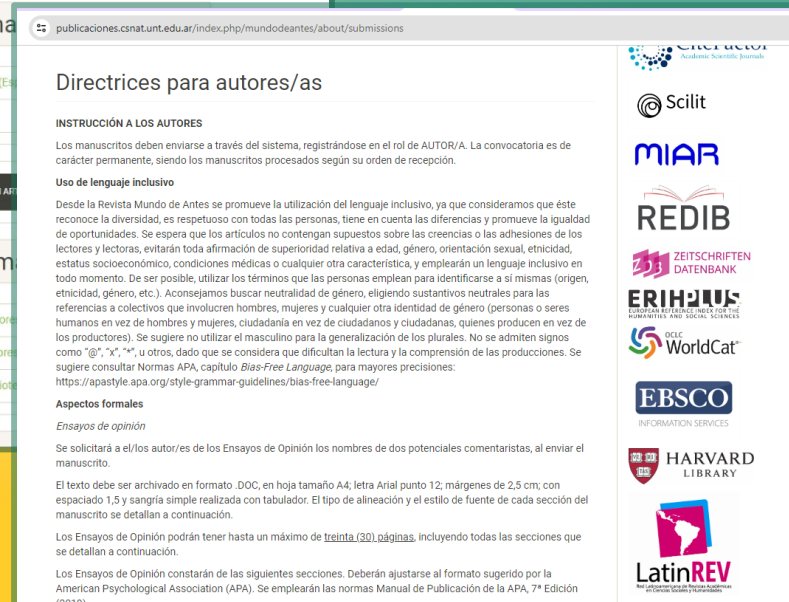 publicaciones.csnat.unt.edu.ar/index.php/mundodeantes/about/submissions
Directrices para autores/as
INSTRUCCIÓN A LOS AUTORES
Los manuscritos deben enviarse a través del sistema, registrándose en el rol de AUTOR/A. La convocatoria es de
carácter permanente, siendo los manuscritos procesados según su orden de recepción.
Uso de lenguaje inclusivo
Desde la Revista Mundo de Antes se promueve la utilización del lenguaje inclusivo, ya que consideramos que éste
reconoce la diversidad, es respetuoso con todas las personas, tiene en cuenta las diferencias y promueve la igualdad
de oportunidades. Se espera que los artículos no contengan supuestos sobre las creencias o las adhesiones de los
lectores y lectoras, evitarán toda afirmación de superioridad relativa a edad, género, orientación sexual, etnicidad,
estatus socioeconómico, condiciones médicas o cualquier otra característica, y emplearán un lenguaje inclusivo en
todo momento. De ser posible, utilizar los términos que las personas emplean para identificarse a sí mismas (origen,
etnicidad, género, etc.). Aconsejamos buscar neutralidad de género, eligiendo sustantivos neutrales para las
referencias a colectivos que involucren hombres, mujeres y cualquier otra identidad de género (personas o seres
humanos en vez de hombres y mujeres, ciudadanía en vez de ciudadanos y ciudadanas, quienes producen en vez de
los productores). Se sugiere no utilizar el masculino para la generalización de los plurales. No se admiten signos
como "@", "x", "*", u otros, dado que se considera que dificultan la lectura y la comprensión de las producciones. Se
sugiere consultar Normas APA, capítulo Bias-Free Language, para mayores precisiones:
https://apastyle.apa.org/style-grammar-guidelines/bias-free-language/
Aspectos formales
Ensayos de opinión
Se solicitará a el/los autor/es de los Ensayos de Opinión los nombres de dos potenciales comentaristas, al enviar el
manuscrito.
El texto debe ser archivado en formato .DOC, en hoja tamaño A4; letra Arial punto 12; márgenes de 2,5 cm; con
espaciado 1,5 y sangría simple realizada con tabulador. El tipo de alineación y el estilo de fuente de cada sección del
manuscrito se detallan a continuación.
Los Ensayos de Opinión podrán tener hasta un máximo de treinta (30) páginas, incluyendo todas las secciones que
se detallan a continuación.
Los Ensayos de Opinión constarán de las siguientes secciones. Deberán ajustarse al formato sugerido por la
American Psychological Association (APA). Se emplearán las normas Manual de Publicación de la APA, 7ª Edición
CiteFactor
Academic Scientific Journals
Scilit
MIAR
REDIB
ZEITSCHRIFTEN
DATENBANK
ERIHPLUS
EUROPEAN REFERENCE INDEX FOR THE
HUMANITIES AND SOCIAL SCIENCES
OCLC
WorldCat
EBSCO
INFORMATION SERVICES
HARVARD
LIBRARY
LatinREV
Red Latinoamericana de Revistas Académicas
en Ciencias Sociales y Humanidades